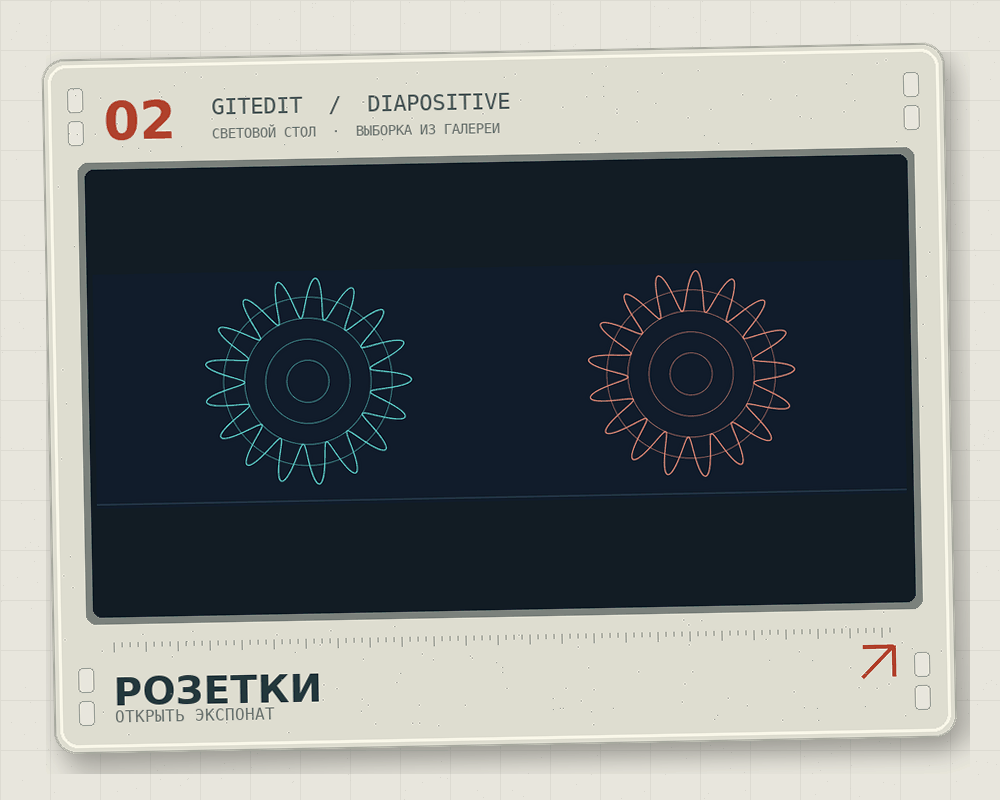 02
GITEDIT / DIAPOSITIVE
СВЕТОВОЙ СТОЛ · ВЫБОРКА ИЗ ГАЛЕРЕИ
РОЗЕТКИ
ОТКРЫТЬ ЭКСПОНАТ